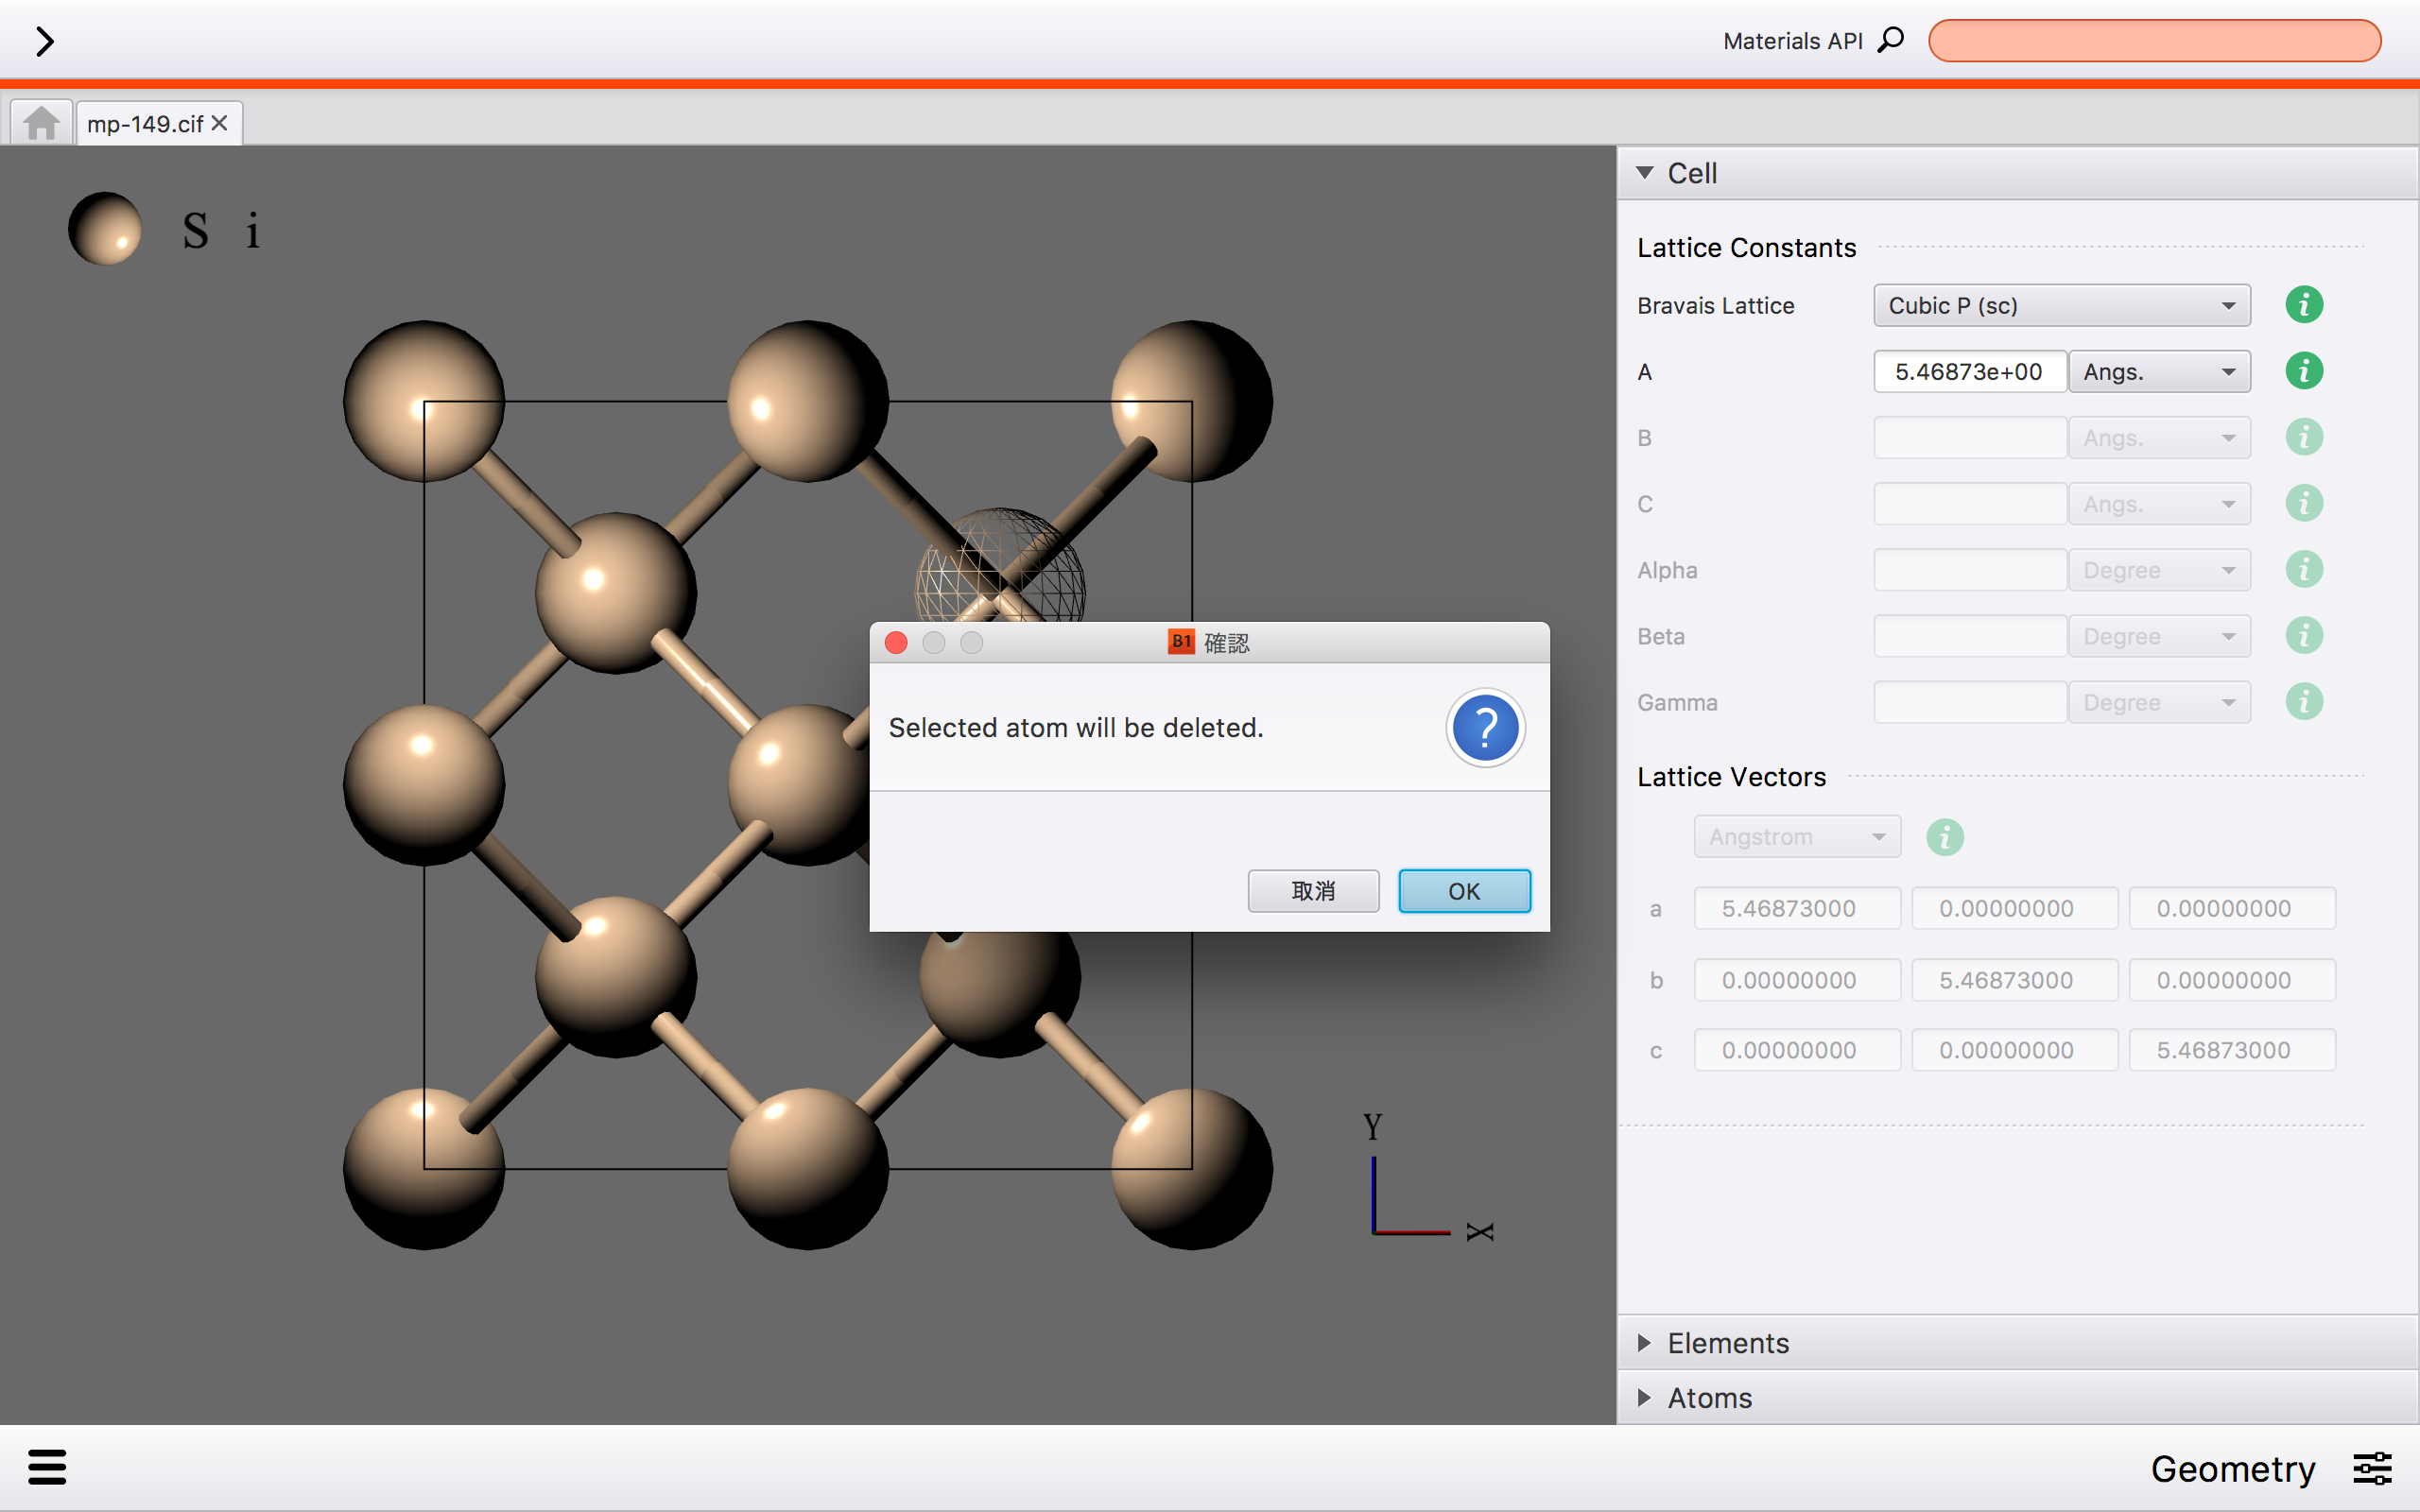 Materials API
mp-149.cif
S i
Cell
Lattice Constants
Bravais Lattice Cubic P (sc)
A 5.46873e+00 Angs.
B Angs.
C Angs.
Alpha Degree
Beta Degree
Gamma Degree
B1 確認
Selected atom will be deleted.
取消 OK
Lattice Vectors
Angstrom
a 5.46873000 0.00000000 0.00000000
b 0.00000000 5.46873000 0.00000000
c 0.00000000 0.00000000 5.46873000
Y
X
Elements
Atoms
Geometry